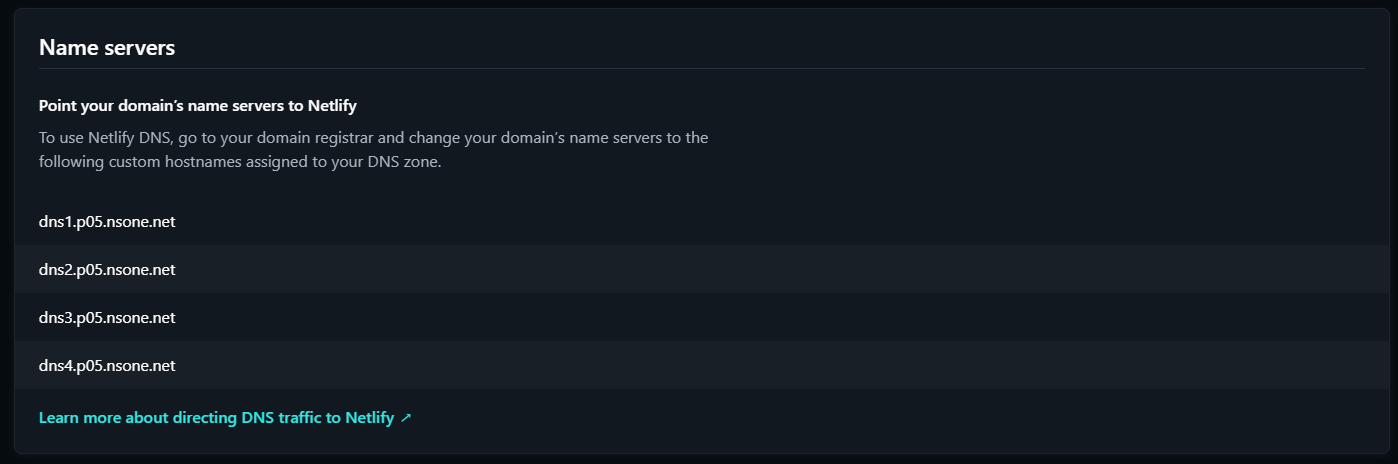 Name servers
Point your domain’s name servers to Netlify
To use Netlify DNS, go to your domain registrar and change your domain’s name servers to the
following custom hostnames assigned to your DNS zone.
dns1.p05.nsone.net
dns2.p05.nsone.net
dns3.p05.nsone.net
dns4.p05.nsone.net
Learn more about directing DNS traffic to Netlify ↗